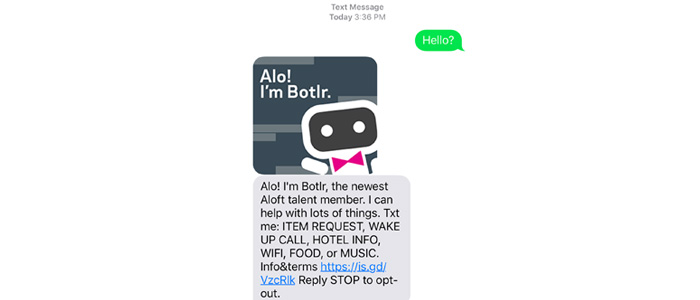 Text Message
Today 3:36 PM
Hello?
Alo!
I'm Botlr.
Alo! I'm Botlr, the newest
Aloft talent member. I can
help with lots of things. Txt
me: ITEM REQUEST, WAKE
UP CALL, HOTEL INFO,
WIFI, FOOD, or MUSIC.
Info&terms https://is.gd/
VzcRlk Reply STOP to opt-
out.